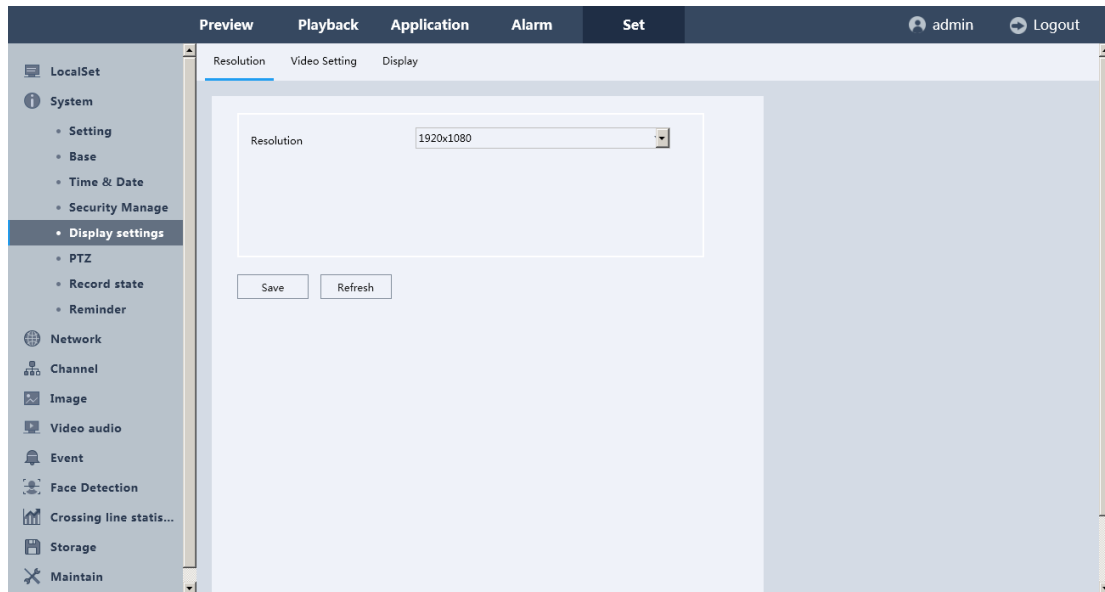 Preview Playback Application Alarm Set admin Logout
LocalSet
System
Setting
Base
Time & Date
Security Manage
Display settings
PTZ
Record state
Reminder
Network
Channel
Image
Video audio
Event
Face Detection
Crossing line statis...
Storage
Maintain
Resolution Video Setting Display
Resolution 1920x1080
Save Refresh